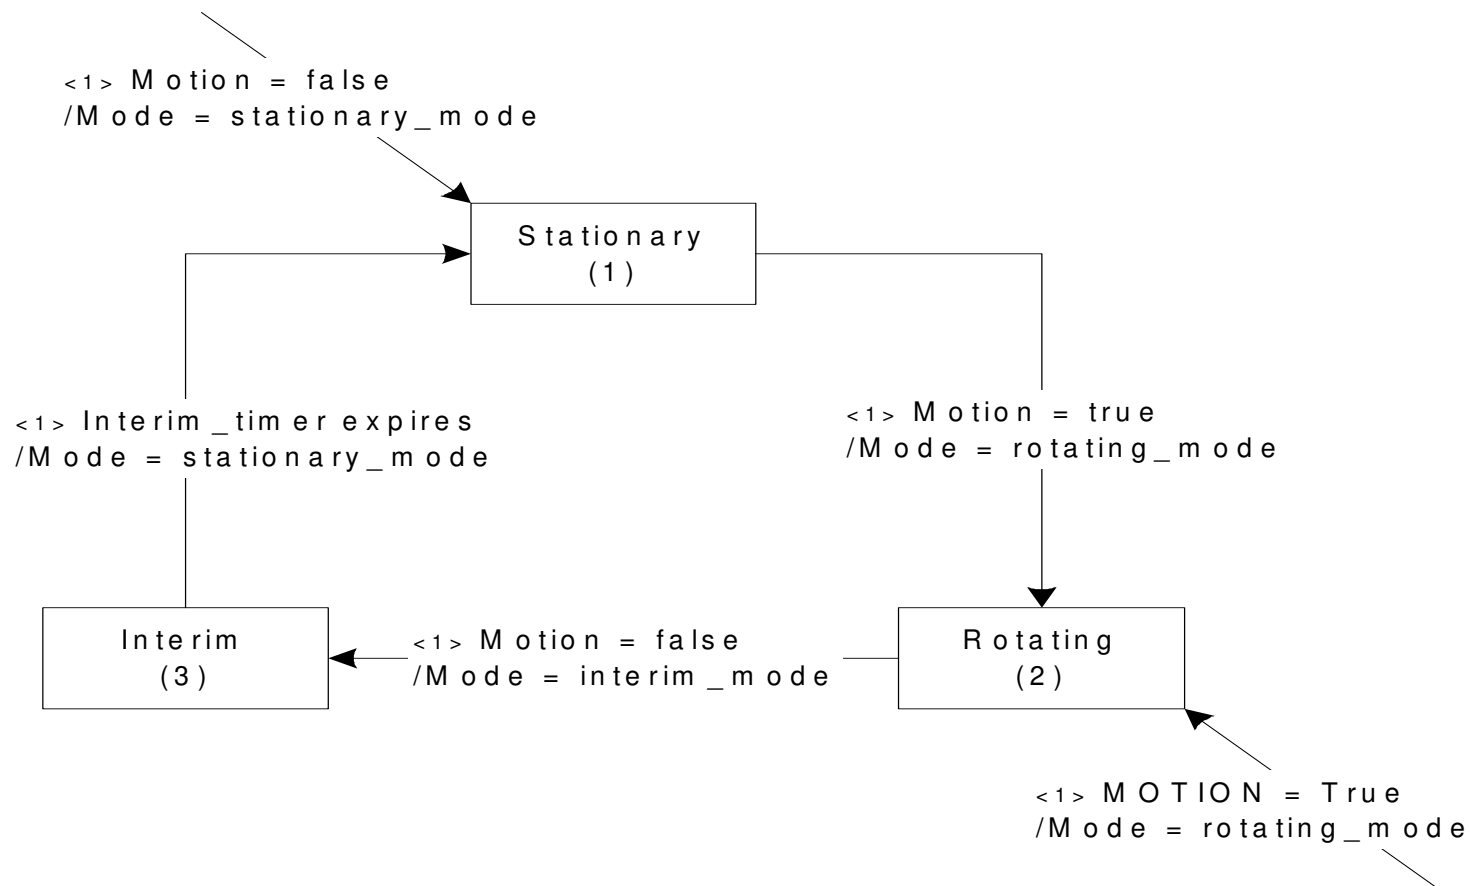 <1> Motion = false
/Mode = stationary_mode
Stationary
(1)
<1> Interim_timer expires
/Mode = stationary_mode
<1> Motion = true
/Mode = rotating_mode
Interim
(3)
<1> Motion = false
/Mode = interim_mode
Rotating
(2)
<1> MOTION = True
/Mode = rotating_mode